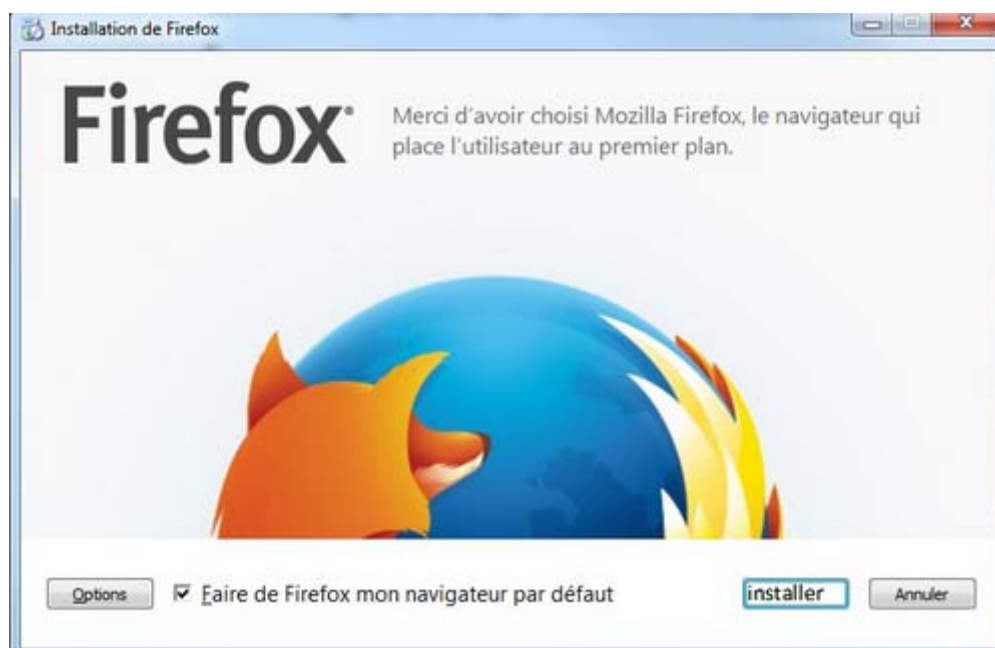 Installation de Firefox
Firefox®
Merci d'avoir choisi Mozilla Firefox, le navigateur qui
place l'utilisateur au premier plan.
Options
Faire de Firefox mon navigateur par défaut
installer
Annuler